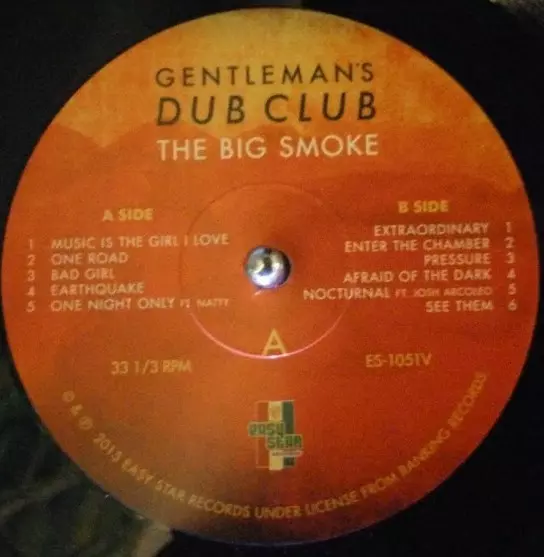 GENTLEMAN'S
DUB CLUB
THE BIG SMOKE
A SIDE
1 MUSIC IS THE GIRL I LOVE
2 ONE ROAD
3 BAD GIRL
4 EARTHQUAKE
5 ONE NIGHT ONLY FT. NATTY
B SIDE
EXTRAORDINARY 1
ENTER THE CHAMBER 2
PRESSURE 3
AFRAID OF THE DARK 4
NOCTURNAL FT. JOSH ARCOLEO 5
SEE THEM 6
A
33 1/3 RPM
ES-1051V
EASY
STAR
© & ℗ 2015 EASY STAR RECORDS UNDER LICENSE FROM BANKING RECORDS